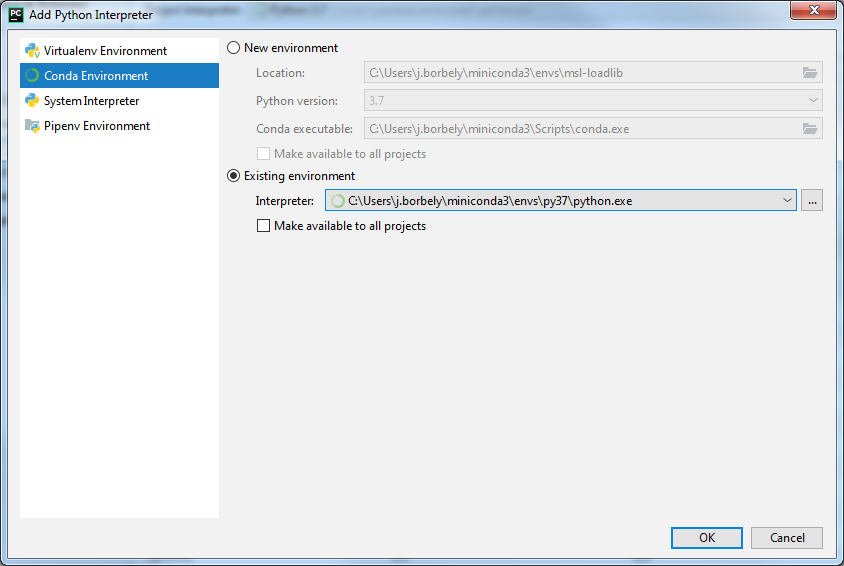 PC Add Python Interpreter
Virtualenv Environment
Conda Environment
System Interpreter
Pipenv Environment
New environment
Location: C:\Users\j.borbely\miniconda3\envs\msl-loadlib
Python version: 3.7
Conda executable: C:\Users\j.borbely\miniconda3\Scripts\conda.exe
Make available to all projects
Existing environment
Interpreter: C:\Users\j.borbely\miniconda3\envs\py37\python.exe ...
Make available to all projects
OK Cancel